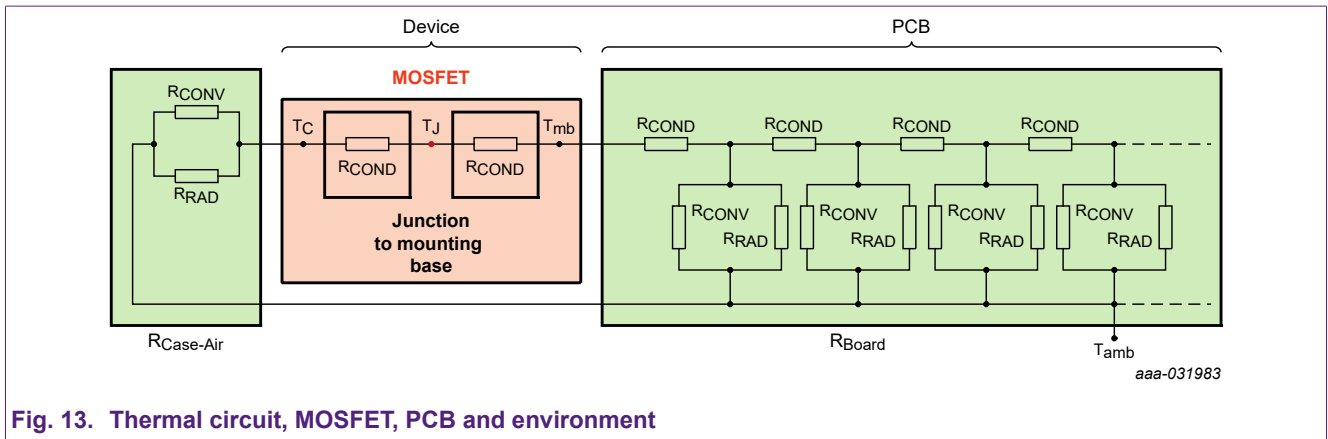 Device
PCB
MOSFET
RCONV
RRAD
TC
RCOND
TJ
RCOND
Tmb
Junction
to mounting
base
RCOND
RCOND
RCOND
RCOND
RCONV
RRAD
RCONV
RRAD
RCONV
RRAD
RCONV
RRAD
RCase-Air
RBoard
Tamb
aaa-031983
Fig. 13. Thermal circuit, MOSFET, PCB and environment